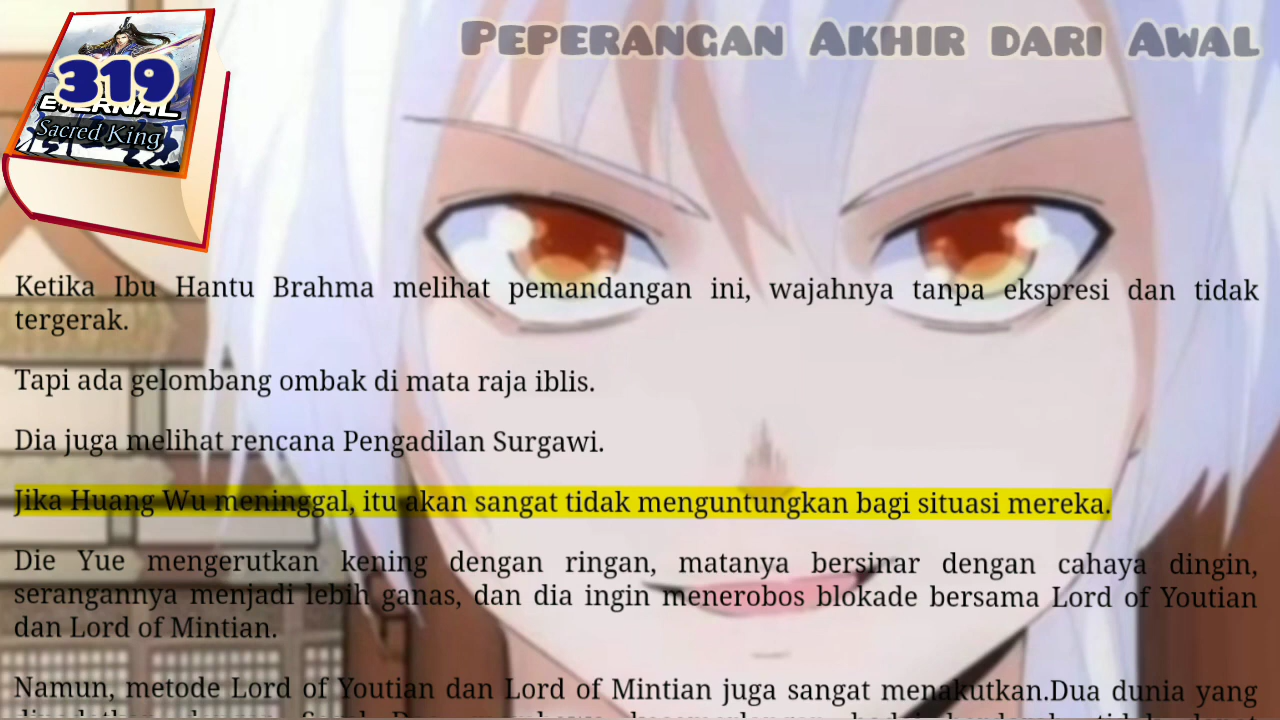 Peperangan Akhir dari Awal
319
ETERNAL
Sacred King
Ketika Ibu Hantu Brahma melihat pemandangan ini, wajahnya tanpa ekspresi dan tidak
tergerak.
Tapi ada gelombang ombak di mata raja iblis.
Dia juga melihat rencana Pengadilan Surgawi.
Jika Huang Wu meninggal, itu akan sangat tidak menguntungkan bagi situasi mereka.
Die Yue mengerutkan kening dengan ringan, matanya bersinar dengan cahaya dingin,
serangannya menjadi lebih ganas, dan dia ingin menerobos blokade bersama Lord of Youtian
dan Lord of Mintian.
Namun, metode Lord of Youtian dan Lord of Mintian juga sangat menakutkan.Dua dunia yang